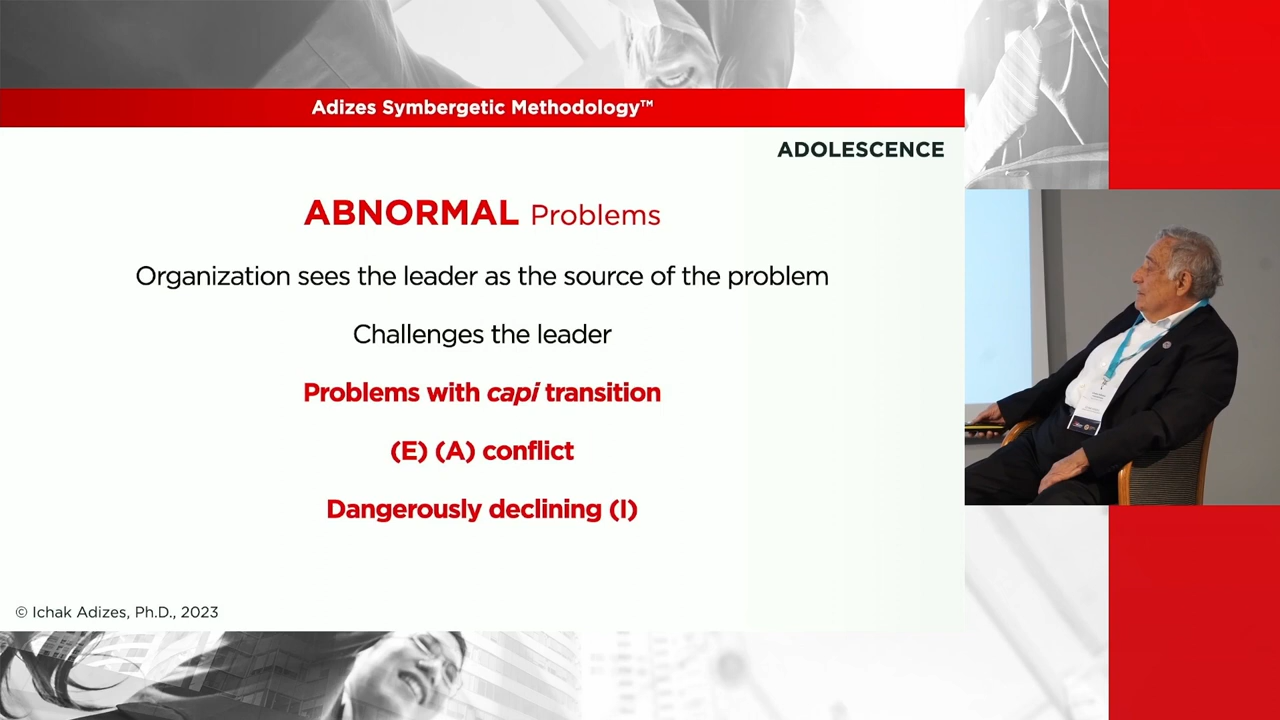 Adizes Symbergetic Methodology™
ADOLESCENCE
ABNORMAL Problems
Organization sees the leader as the source of the problem
Challenges the leader
Problems with capi transition
(E) (A) conflict
Dangerously declining (I)
© Ichak Adizes, Ph.D., 2023